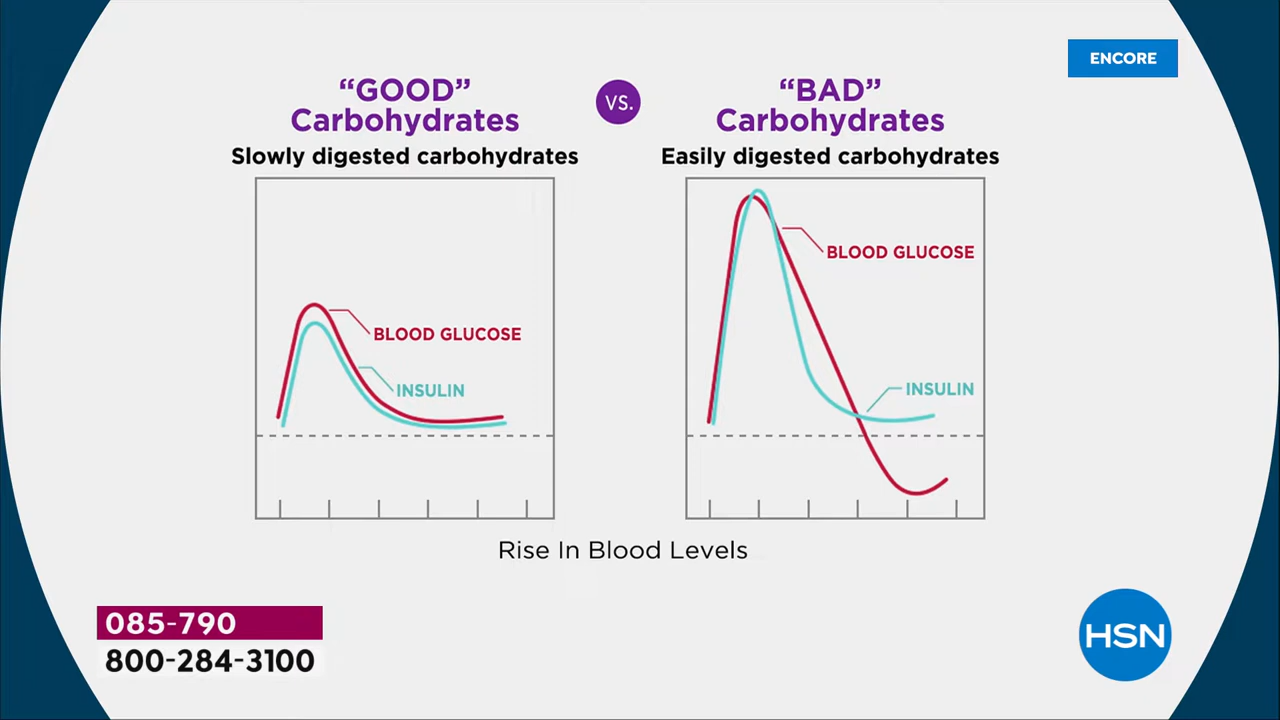 ENCORE
“GOOD”
Carbohydrates
Slowly digested carbohydrates
VS.
“BAD”
Carbohydrates
Easily digested carbohydrates
BLOOD GLUCOSE
INSULIN
BLOOD GLUCOSE
INSULIN
Rise In Blood Levels
085-790
800-284-3100
HSN